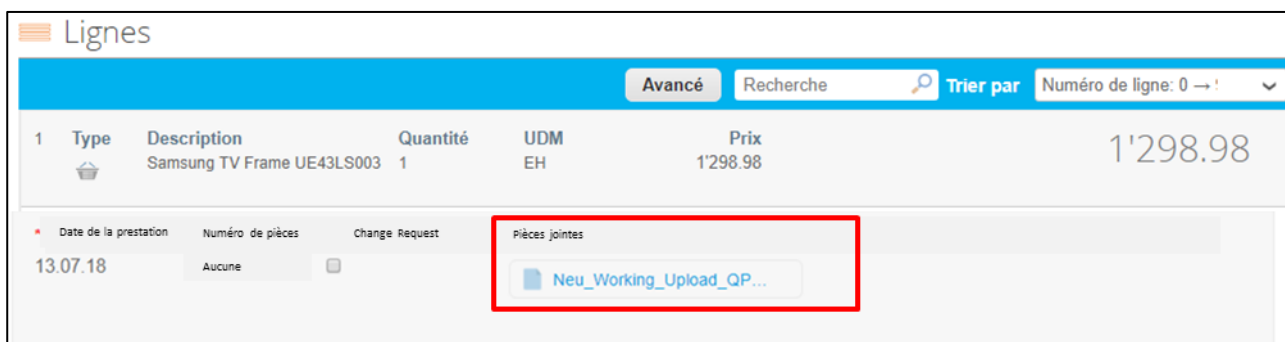 Lignes
Avancé Recherche Trier par Numéro de ligne: 0 →
1 Type Description Quantité UDM Prix 1'298.98
Samsung TV Frame UE43LS003 1 EH 1'298.98
* Date de la prestation Numéro de pièces Change Request Pièces jointes
13.07.18 Aucune
Neu_Working_Upload_QP...